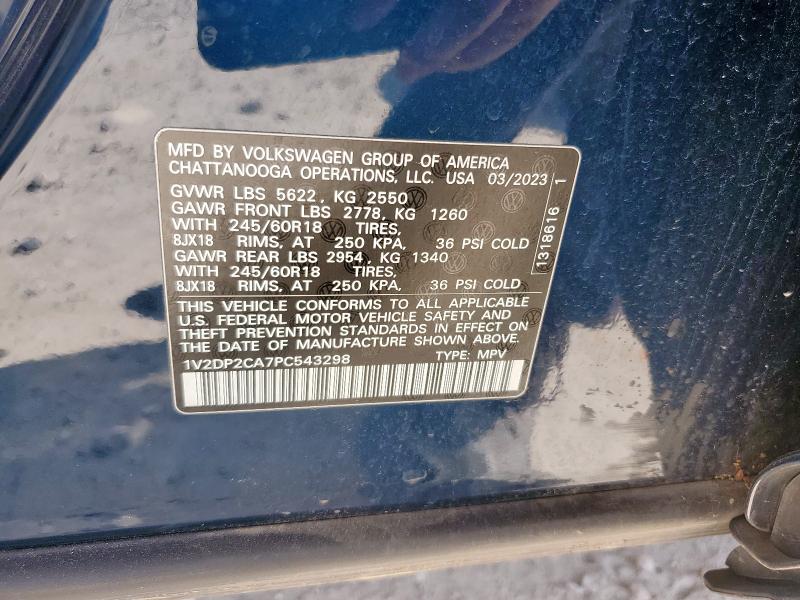 MFD BY VOLKSWAGEN GROUP OF AMERICA
CHATTANOOGA OPERATIONS, LLC. USA 03/2023
GVWR LBS 5622, KG 2550
GAWR FRONT LBS 2778, KG 1260
WITH 245/60R18 TIRES,
8JX18 RIMS, AT 250 KPA, 36 PSI COLD
GAWR REAR LBS 2954, KG 1340
WITH 245/60R18 TIRES,
8JX18 RIMS, AT 250 KPA, 36 PSI COLD
THIS VEHICLE CONFORMS TO ALL APPLICABLE
U.S. FEDERAL MOTOR VEHICLE SAFETY AND
THEFT PREVENTION STANDARDS IN EFFECT ON
THE DATE OF MANUFACTURE SHOWN ABOVE.
1V2DP2CA7PC543298 TYPE: MPV
1318616 1